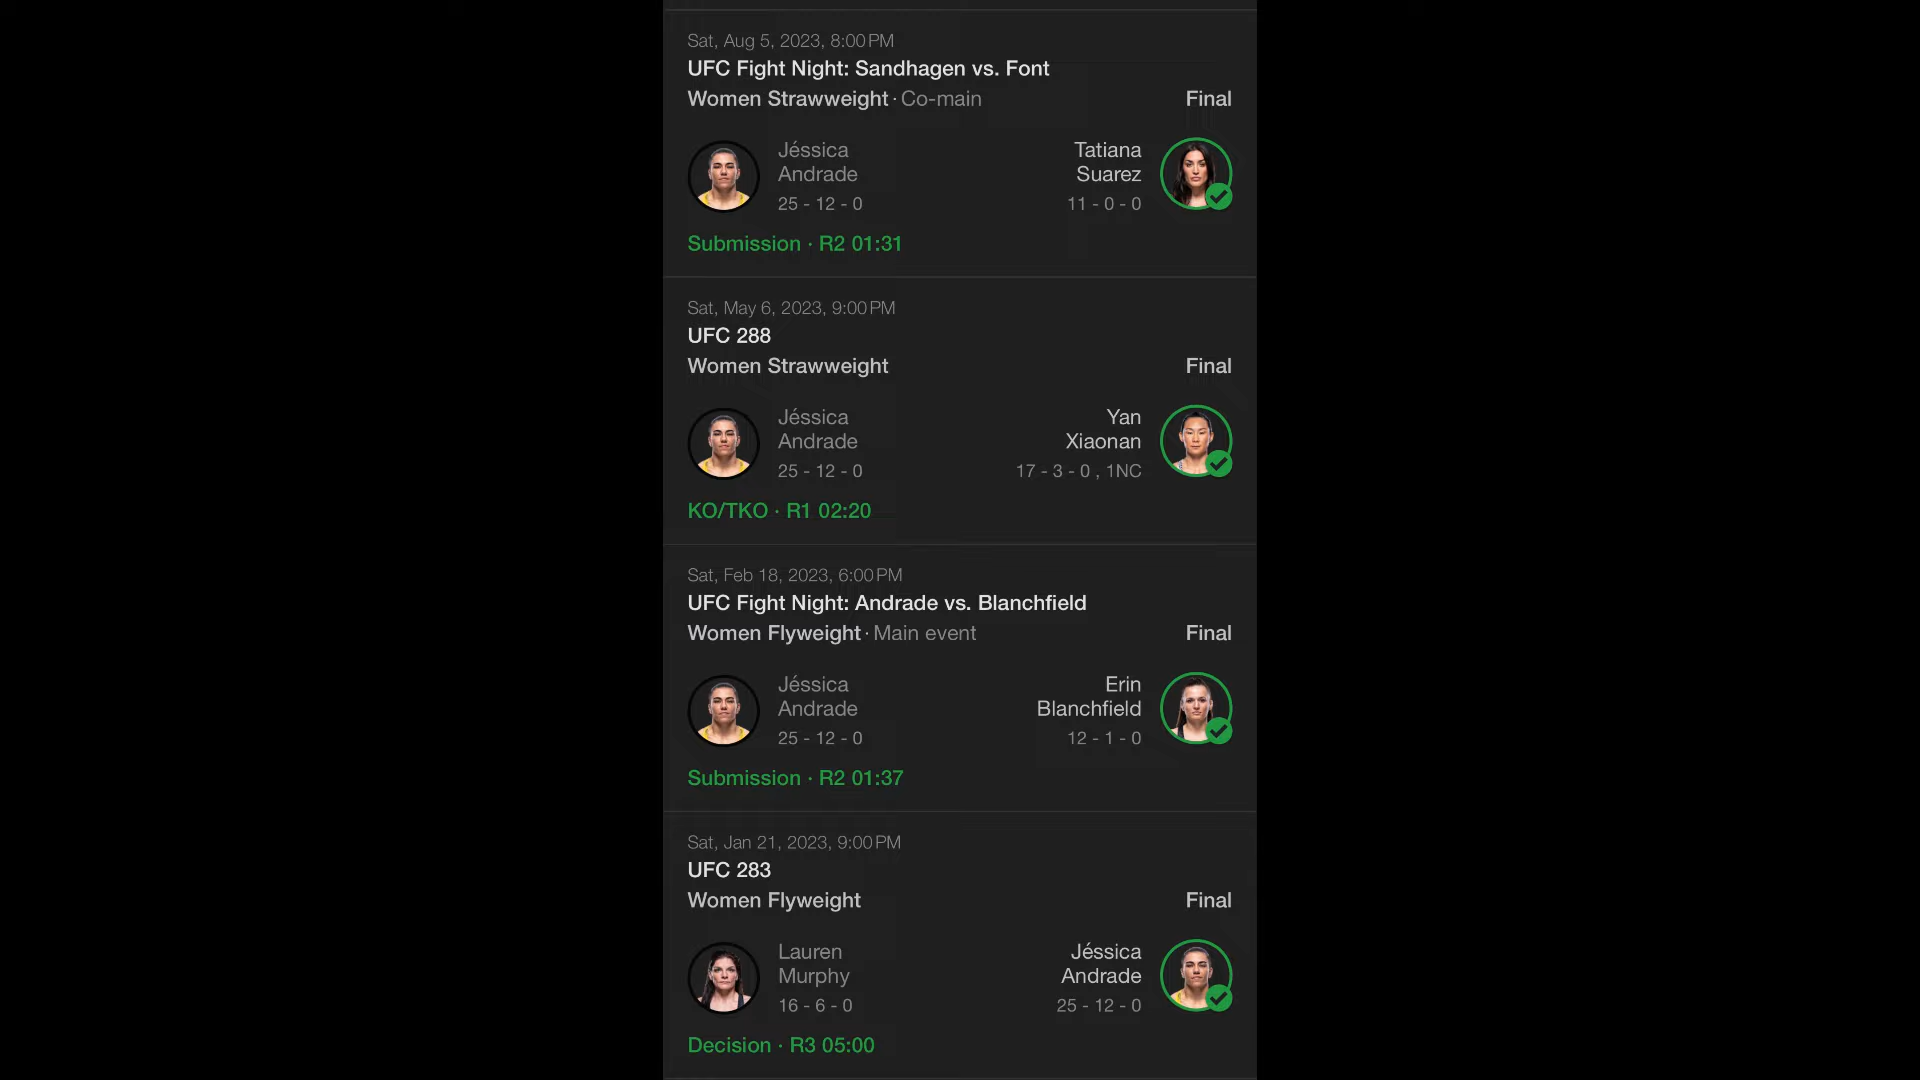 Sat, Aug 5, 2023, 8:00 PM
UFC Fight Night: Sandhagen vs. Font
Women Strawweight · Co-main Final
Jéssica Tatiana
Andrade Suarez
25 - 12 - 0 11 - 0 - 0
Submission · R2 01:31
Sat, May 6, 2023, 9:00 PM
UFC 288
Women Strawweight Final
Jéssica Yan
Andrade Xiaonan
25 - 12 - 0 17 - 3 - 0 , 1NC
KO/TKO · R1 02:20
Sat, Feb 18, 2023, 6:00 PM
UFC Fight Night: Andrade vs. Blanchfield
Women Flyweight · Main event Final
Jéssica Erin
Andrade Blanchfield
25 - 12 - 0 12 - 1 - 0
Submission · R2 01:37
Sat, Jan 21, 2023, 9:00 PM
UFC 283
Women Flyweight Final
Lauren Jéssica
Murphy Andrade
16 - 6 - 0 25 - 12 - 0
Decision · R3 05:00